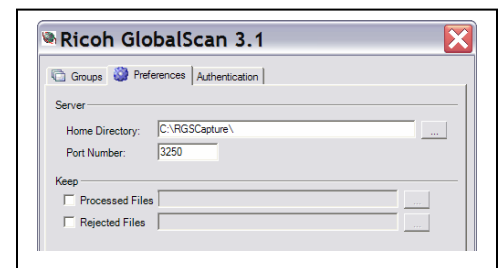 Ricoh GlobalScan 3.1
Groups Preferences Authentication
Server
Home Directory: C:\RGSCapture\ ...
Port Number: 3250
Keep
Processed Files ...
Rejected Files ...